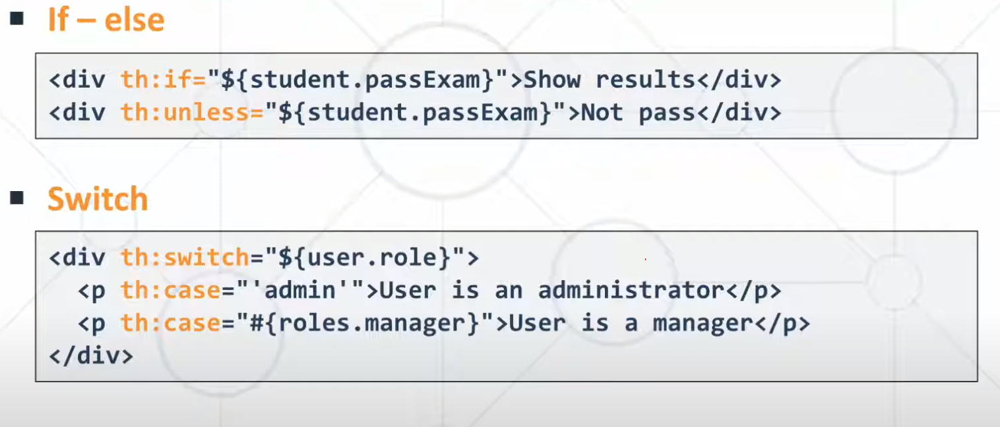 If – else
<div th:if="${student.passExam}">Show results</div>
<div th:unless="${student.passExam}">Not pass</div>
Switch
<div th:switch="${user.role}">
  <p th:case="'admin'">User is an administrator</p>
  <p th:case="#{roles.manager}">User is a manager</p>
</div>